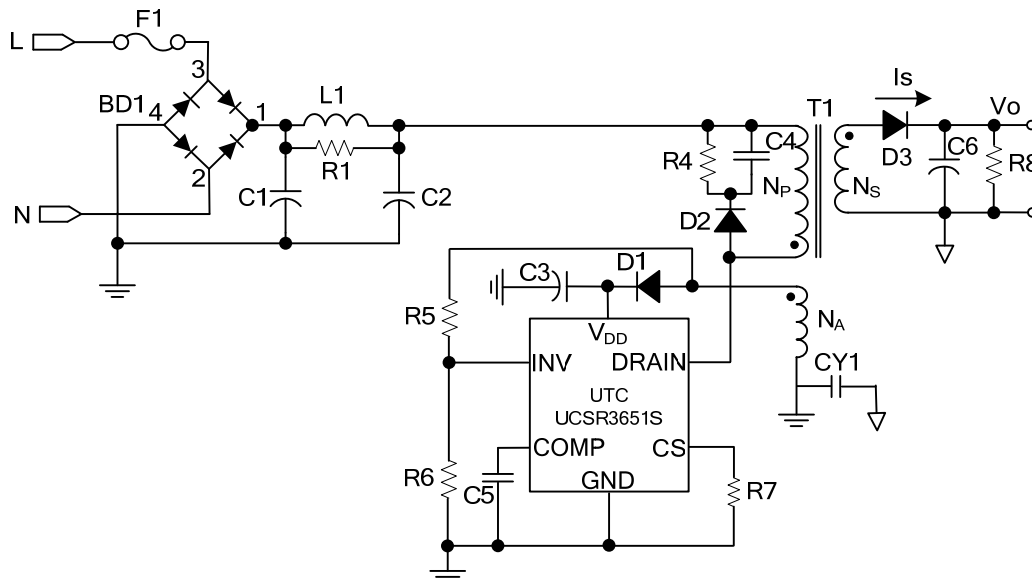 F1
L
3
BD1
4
1
L1
Is
T1
Vo
R1
R4
C4
D3
C6
R8
2
NP
NS
C1
C2
D2
N
C3
D1
R5
VDD
NA
INV
DRAIN
CY1
UTC
UCSR3651S
COMP
CS
R6
C5
GND
R7